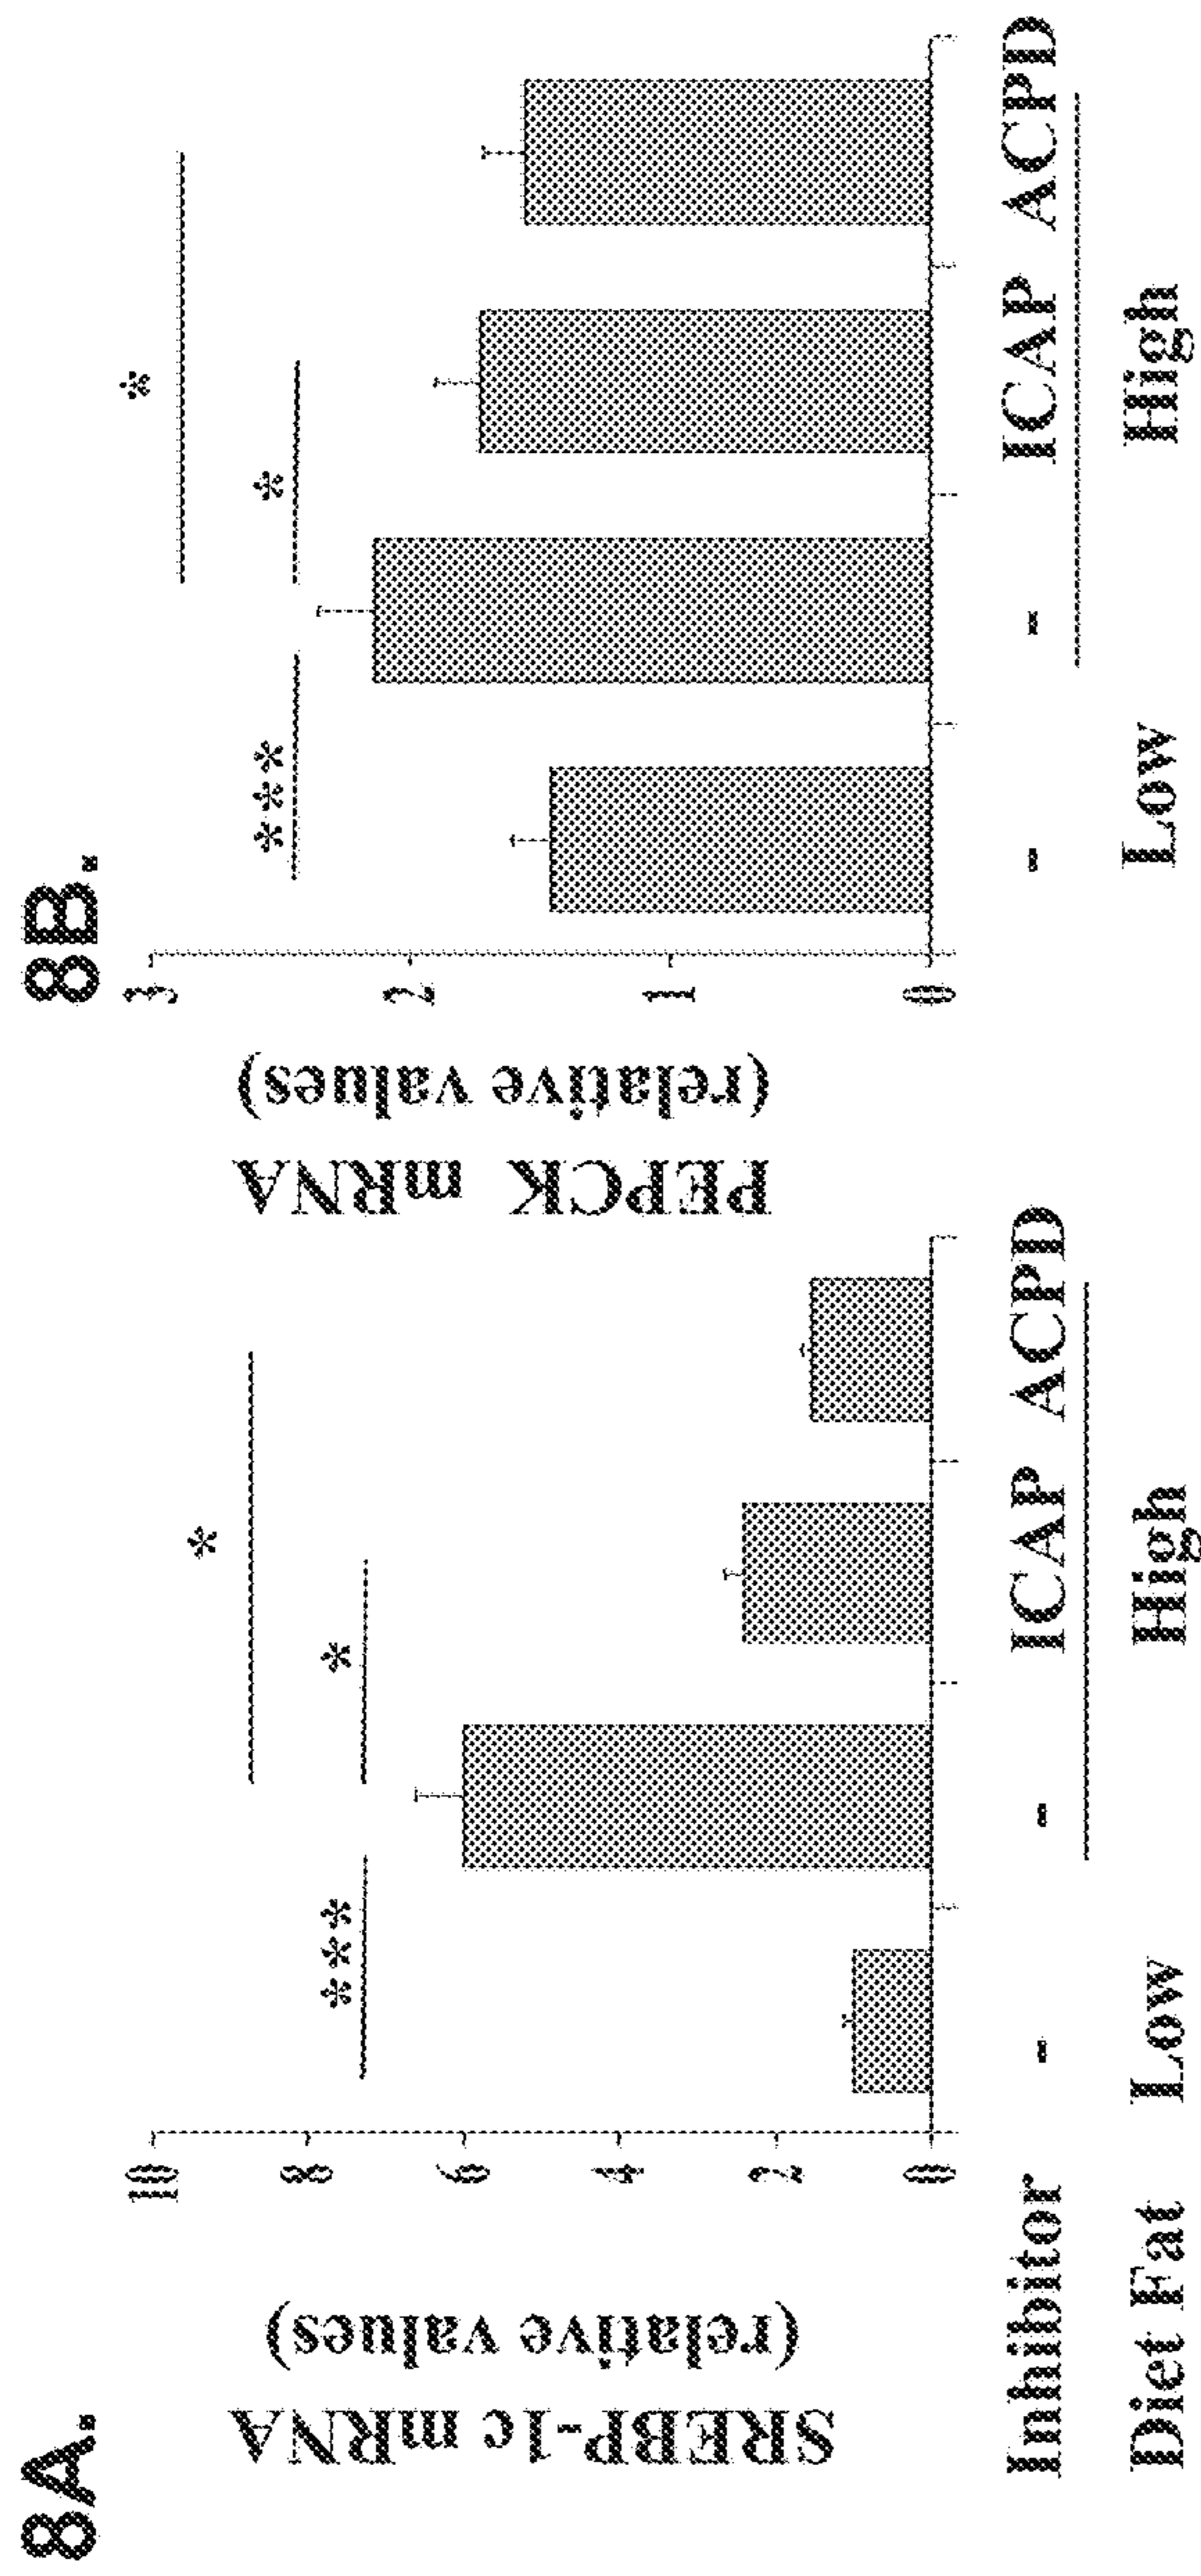 8A.
SREBP-1c mRNA
(relative values)
10
8
6
4
2
0
***
*
*
Inhibitor - - ICAP ACPD
Diet Fat Low High
8B.
PEPCK mRNA
(relative values)
3
2
1
0
***
*
*
- - ICAP ACPD
Low High